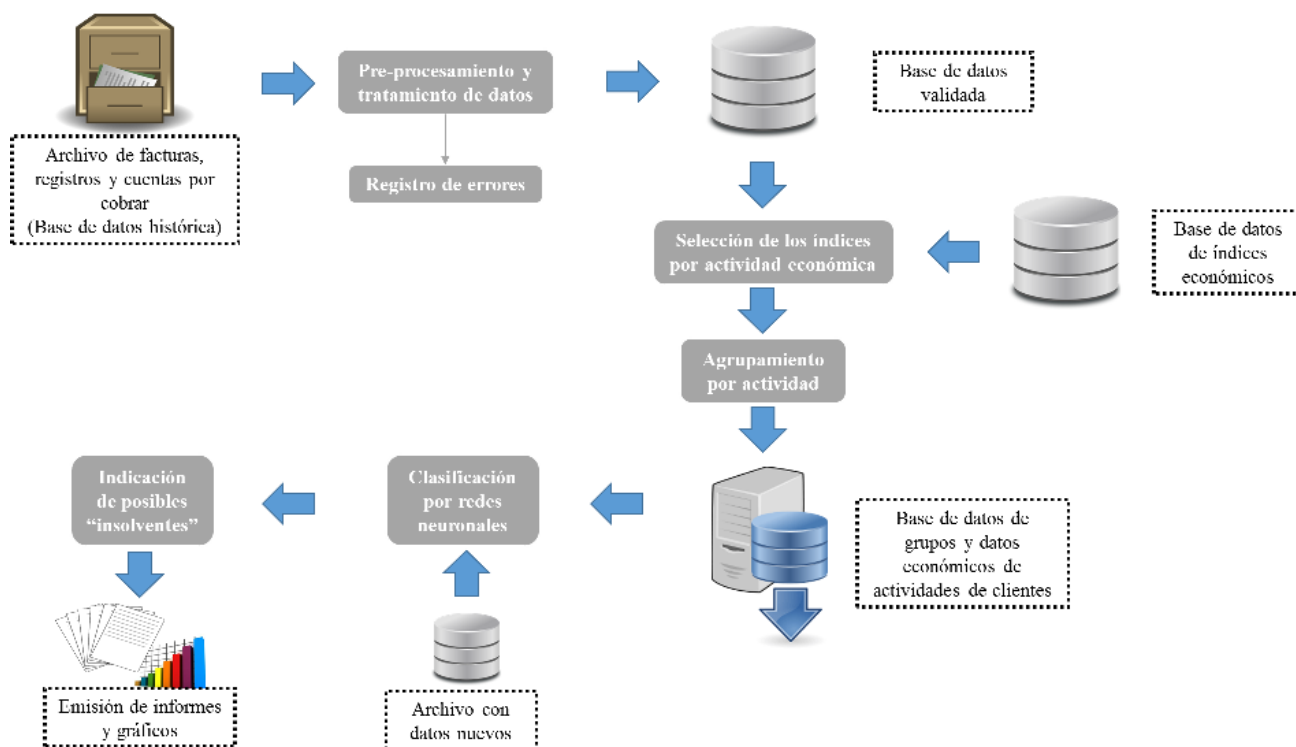 Pre-procesamiento y
tratamiento de datos
Base de datos
validada
Archivo de facturas,
registros y cuentas por
cobrar
(Base de datos histórica)
Registro de errores
Selección de los índices
por actividad económica
Base de datos
de índices
económicos
Agrupamiento
por actividad
Indicación
de posibles
“insolventes”
Clasificación
por redes
neuronales
Base de datos de
grupos y datos
económicos de
actividades de clientes
Emisión de informes
y gráficos
Archivo con
datos nuevos